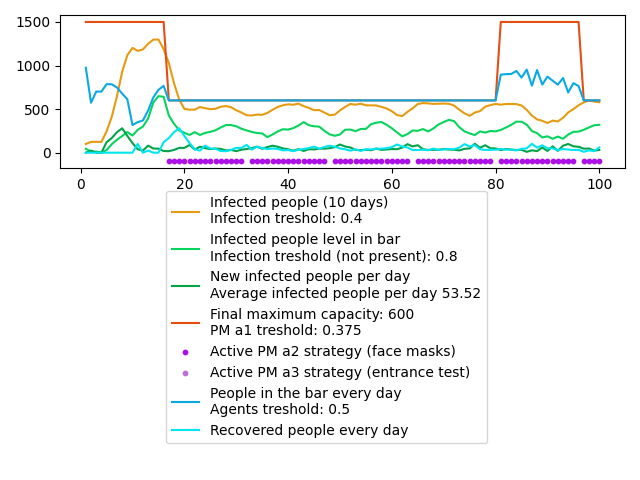 1500
1000
500
0
0
20
40
60
80
100
Infected people (10 days)
Infection treshold: 0.4
Infected people level in bar
Infection treshold (not present): 0.8
New infected people per day
Average infected people per day 53.52
Final maximum capacity: 600
PM a1 treshold: 0.375
Active PM a2 strategy (face masks)
Active PM a3 strategy (entrance test)
People in the bar every day
Agents treshold: 0.5
Recovered people every day